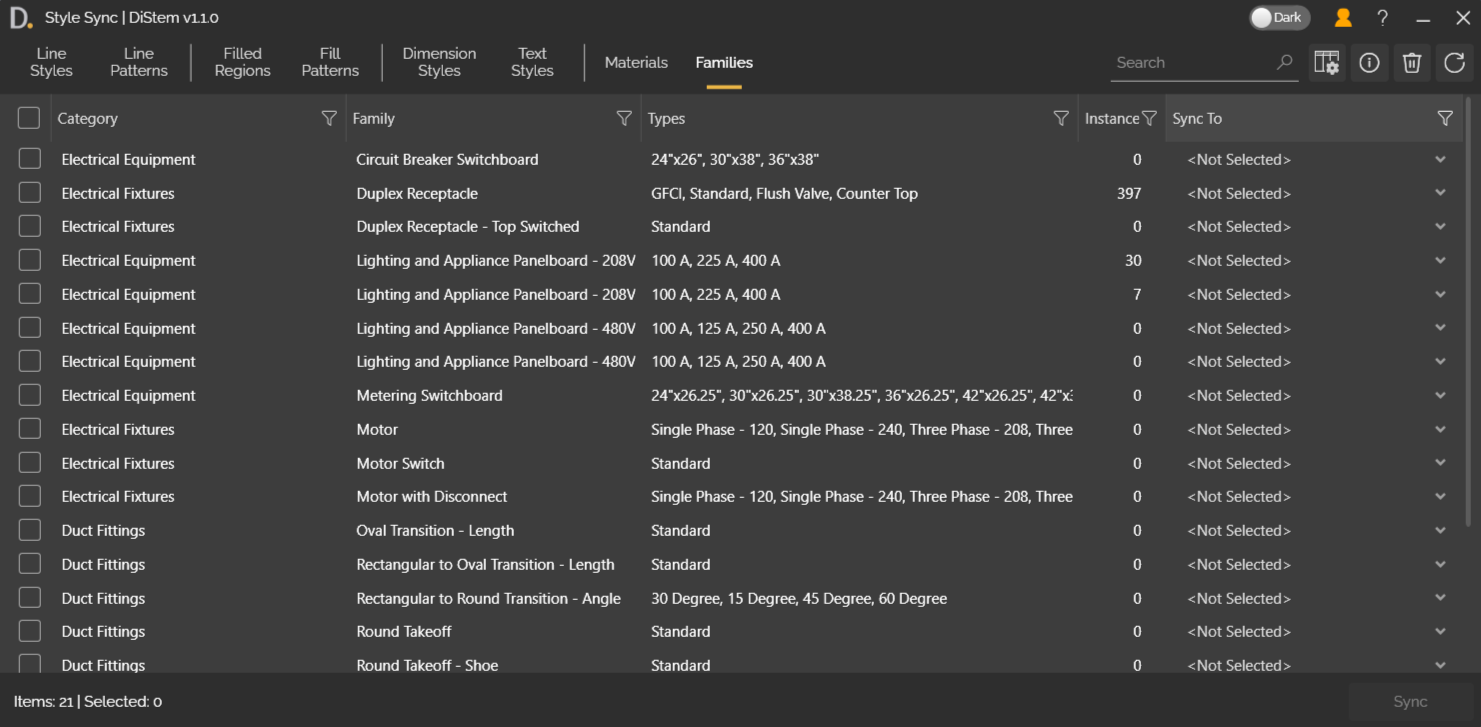 D. Style Sync | DiStem v1.1.0 Dark ?
Line Styles Line Patterns Filled Regions Fill Patterns Dimension Styles Text Styles Materials Families Search
Category Family Types Instance Sync To
Electrical Equipment Circuit Breaker Switchboard 24"x26", 30"x38", 36"x38" 0 <Not Selected>
Electrical Fixtures Duplex Receptacle GFCI, Standard, Flush Valve, Counter Top 397 <Not Selected>
Electrical Fixtures Duplex Receptacle - Top Switched Standard 0 <Not Selected>
Electrical Equipment Lighting and Appliance Panelboard - 208V 100 A, 225 A, 400 A 30 <Not Selected>
Electrical Equipment Lighting and Appliance Panelboard - 208V 100 A, 225 A, 400 A 7 <Not Selected>
Electrical Equipment Lighting and Appliance Panelboard - 480V 100 A, 125 A, 250 A, 400 A 0 <Not Selected>
Electrical Equipment Lighting and Appliance Panelboard - 480V 100 A, 125 A, 250 A, 400 A 0 <Not Selected>
Electrical Equipment Metering Switchboard 24"x26.25", 30"x26.25", 30"x38.25", 36"x26.25", 42"x26.25", 42"x3 0 <Not Selected>
Electrical Fixtures Motor Single Phase - 120, Single Phase - 240, Three Phase - 208, Three 0 <Not Selected>
Electrical Fixtures Motor Switch Standard 0 <Not Selected>
Electrical Fixtures Motor with Disconnect Single Phase - 120, Single Phase - 240, Three Phase - 208, Three 0 <Not Selected>
Duct Fittings Oval Transition - Length Standard 0 <Not Selected>
Duct Fittings Rectangular to Oval Transition - Length Standard 0 <Not Selected>
Duct Fittings Rectangular to Round Transition - Angle 30 Degree, 15 Degree, 45 Degree, 60 Degree 0 <Not Selected>
Duct Fittings Round Takeoff Standard 0 <Not Selected>
Duct Fittings Round Takeoff - Shoe Standard 0 <Not Selected>
Items: 21 | Selected: 0 Sync